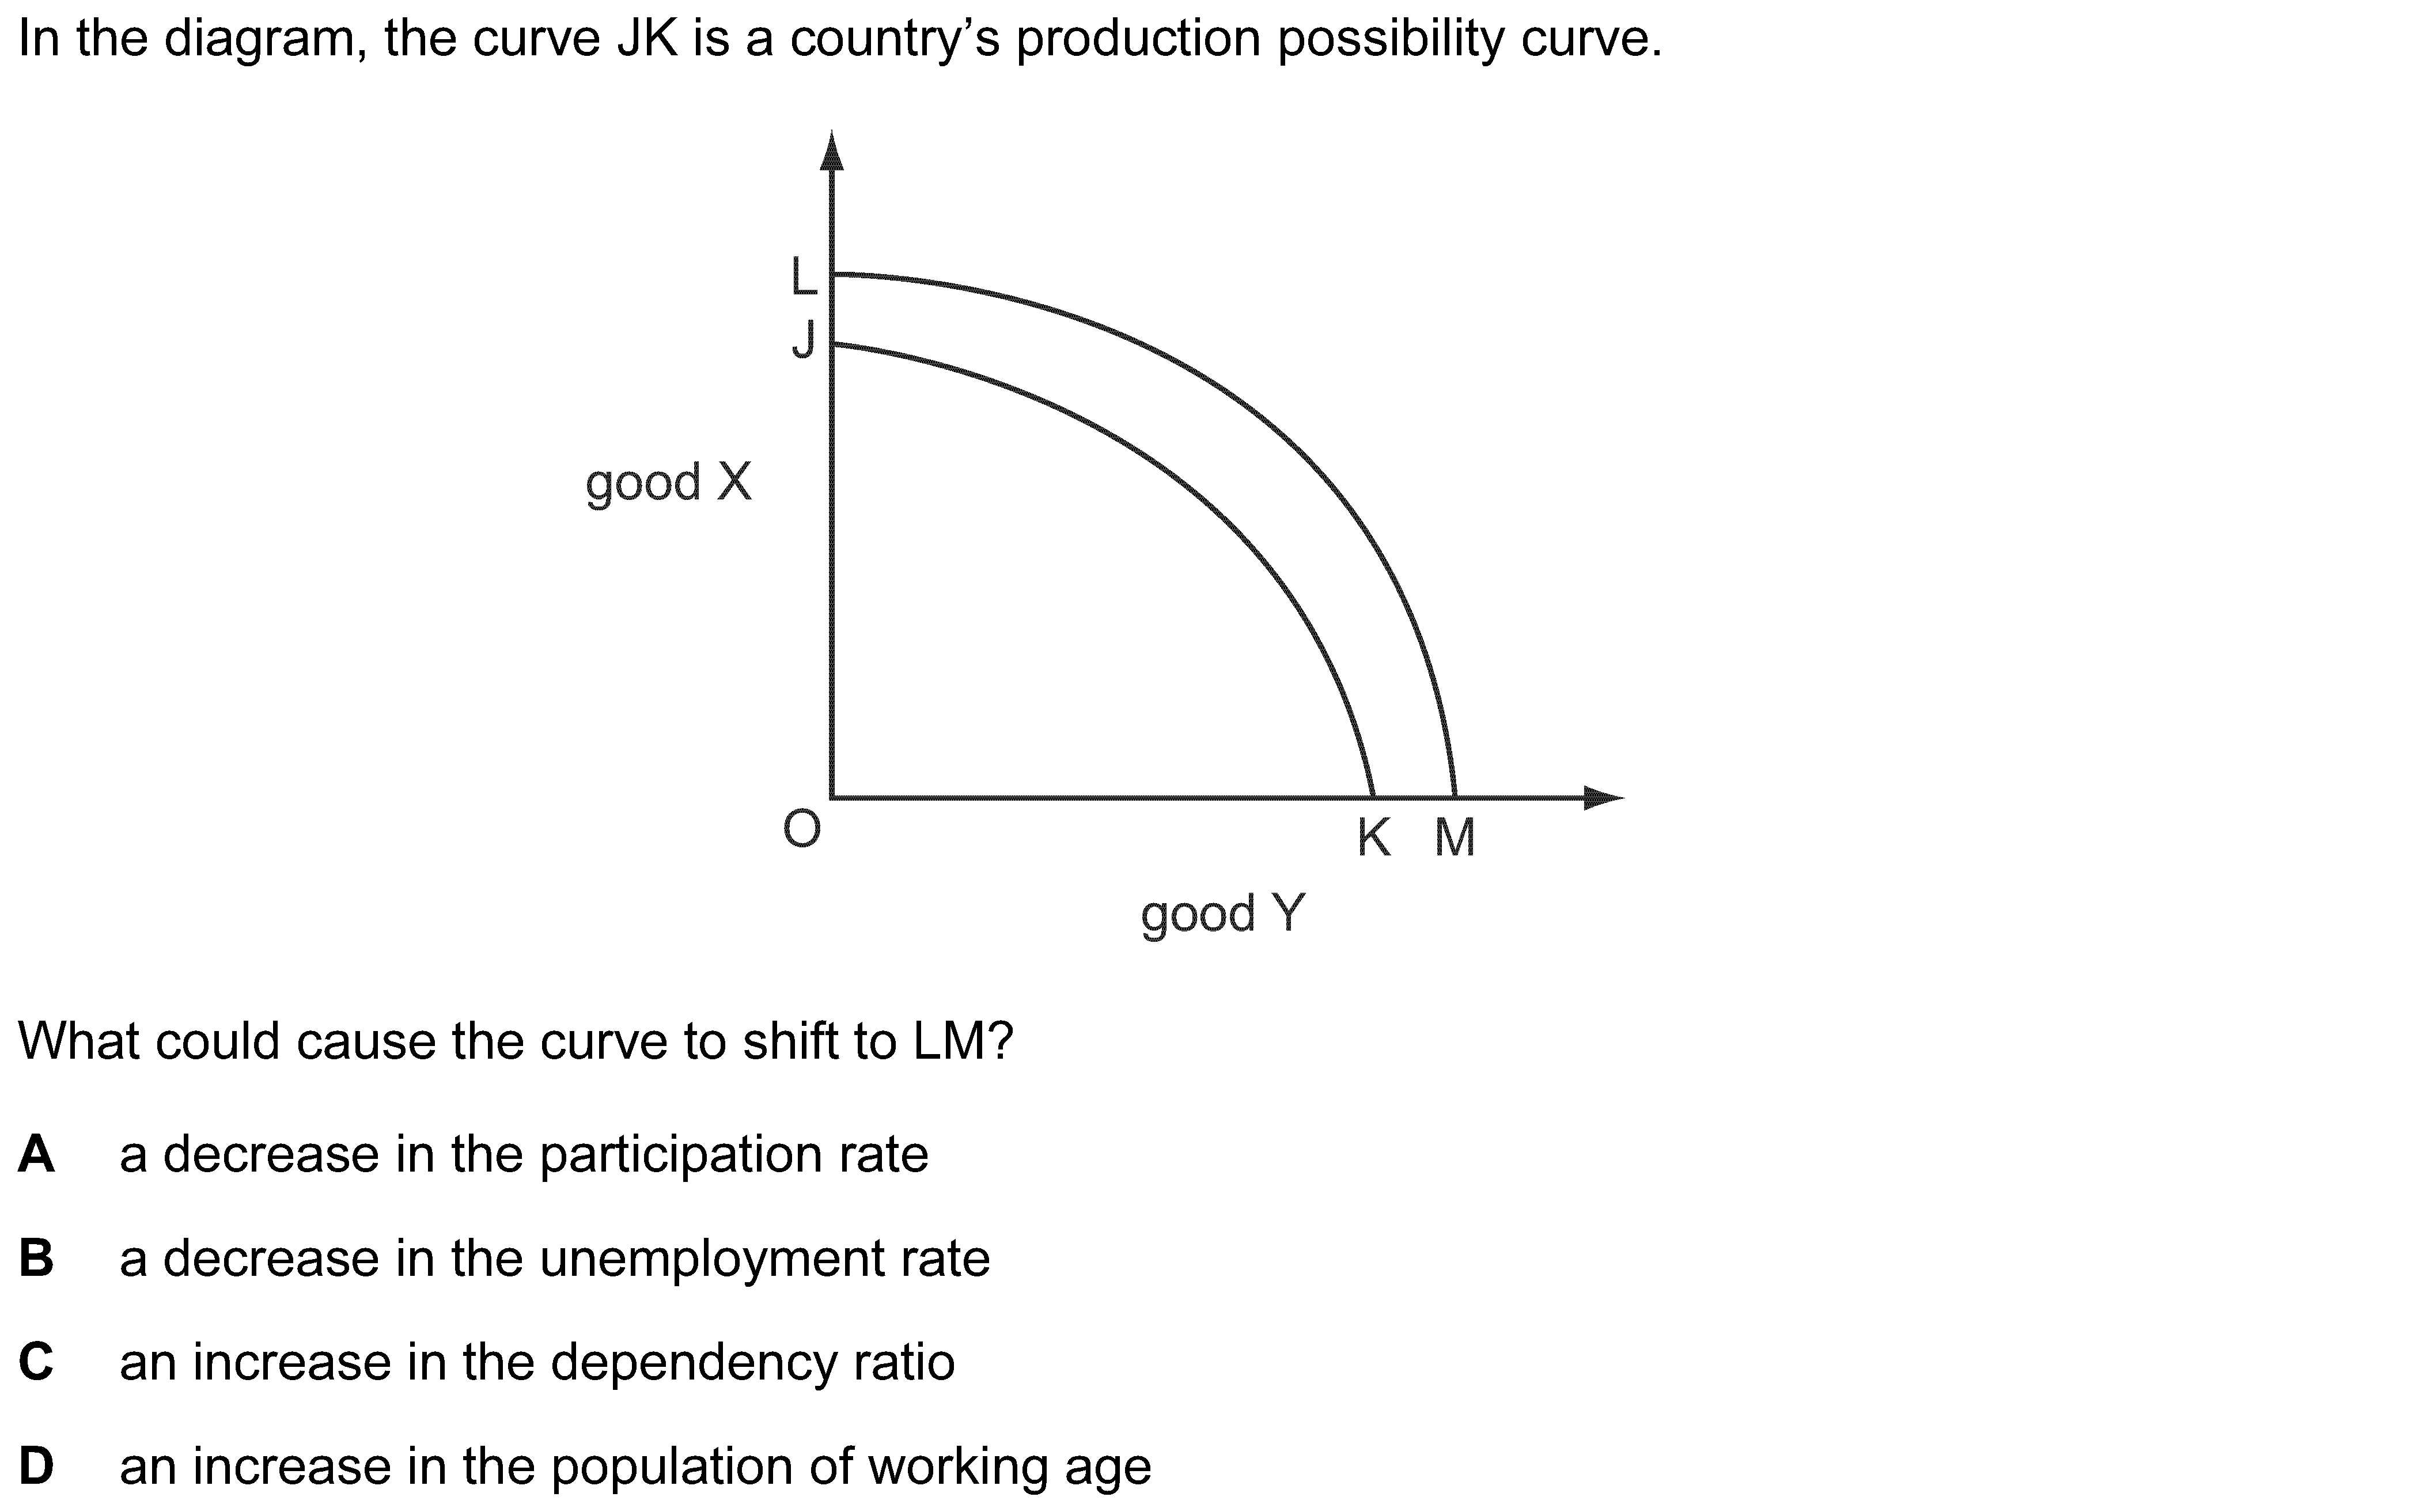 In the diagram, the curve JK is a country’s production possibility curve.
L
J
good X
O
K M
good Y
What could cause the curve to shift to LM?
A a decrease in the participation rate
B a decrease in the unemployment rate
C an increase in the dependency ratio
D an increase in the population of working age